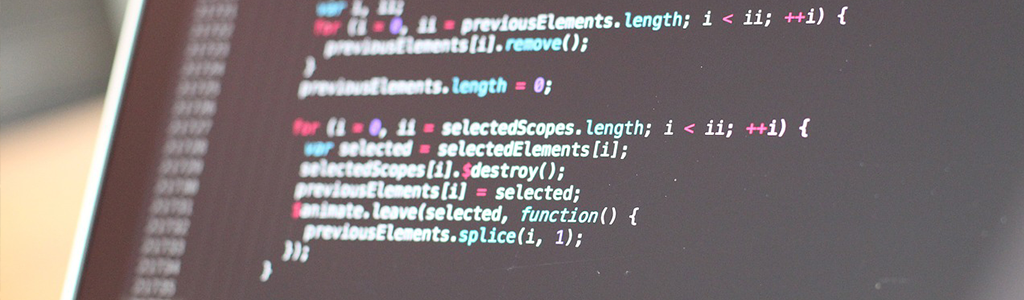 var i, ii;
for (i = 0, ii = previousElements.length; i < ii; ++i) {
previousElements[i].remove();
}
previousElements.length = 0;
for (i = 0, ii = selectedScopes.length; i < ii; ++i) {
var selected = selectedElements[i];
selectedScopes[i].$destroy();
previousElements[i] = selected;
$animate.leave(selected, function() {
previousElements.splice(i, 1);
});
}